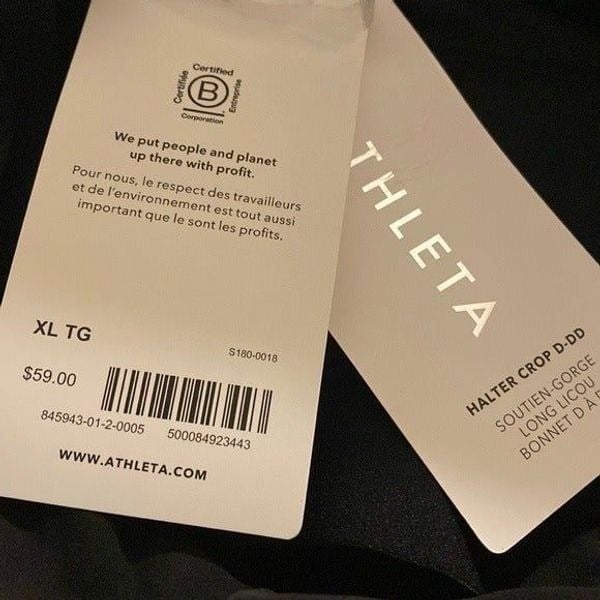 Certified
Certifiée
B
Entreprise
Corporation
We put people and planet
up there with profit.
Pour nous, le respect des travailleurs
et de l'environnement est tout aussi
important que le sont les profits.
XL TG
S180-0018
$59.00
845943-01-2-0005 500084923443
WWW.ATHLETA.COM
ATHLETA
HALTER CROP D-DD
SOUTIEN-GORGE
LONG LICOU
BONNET D À